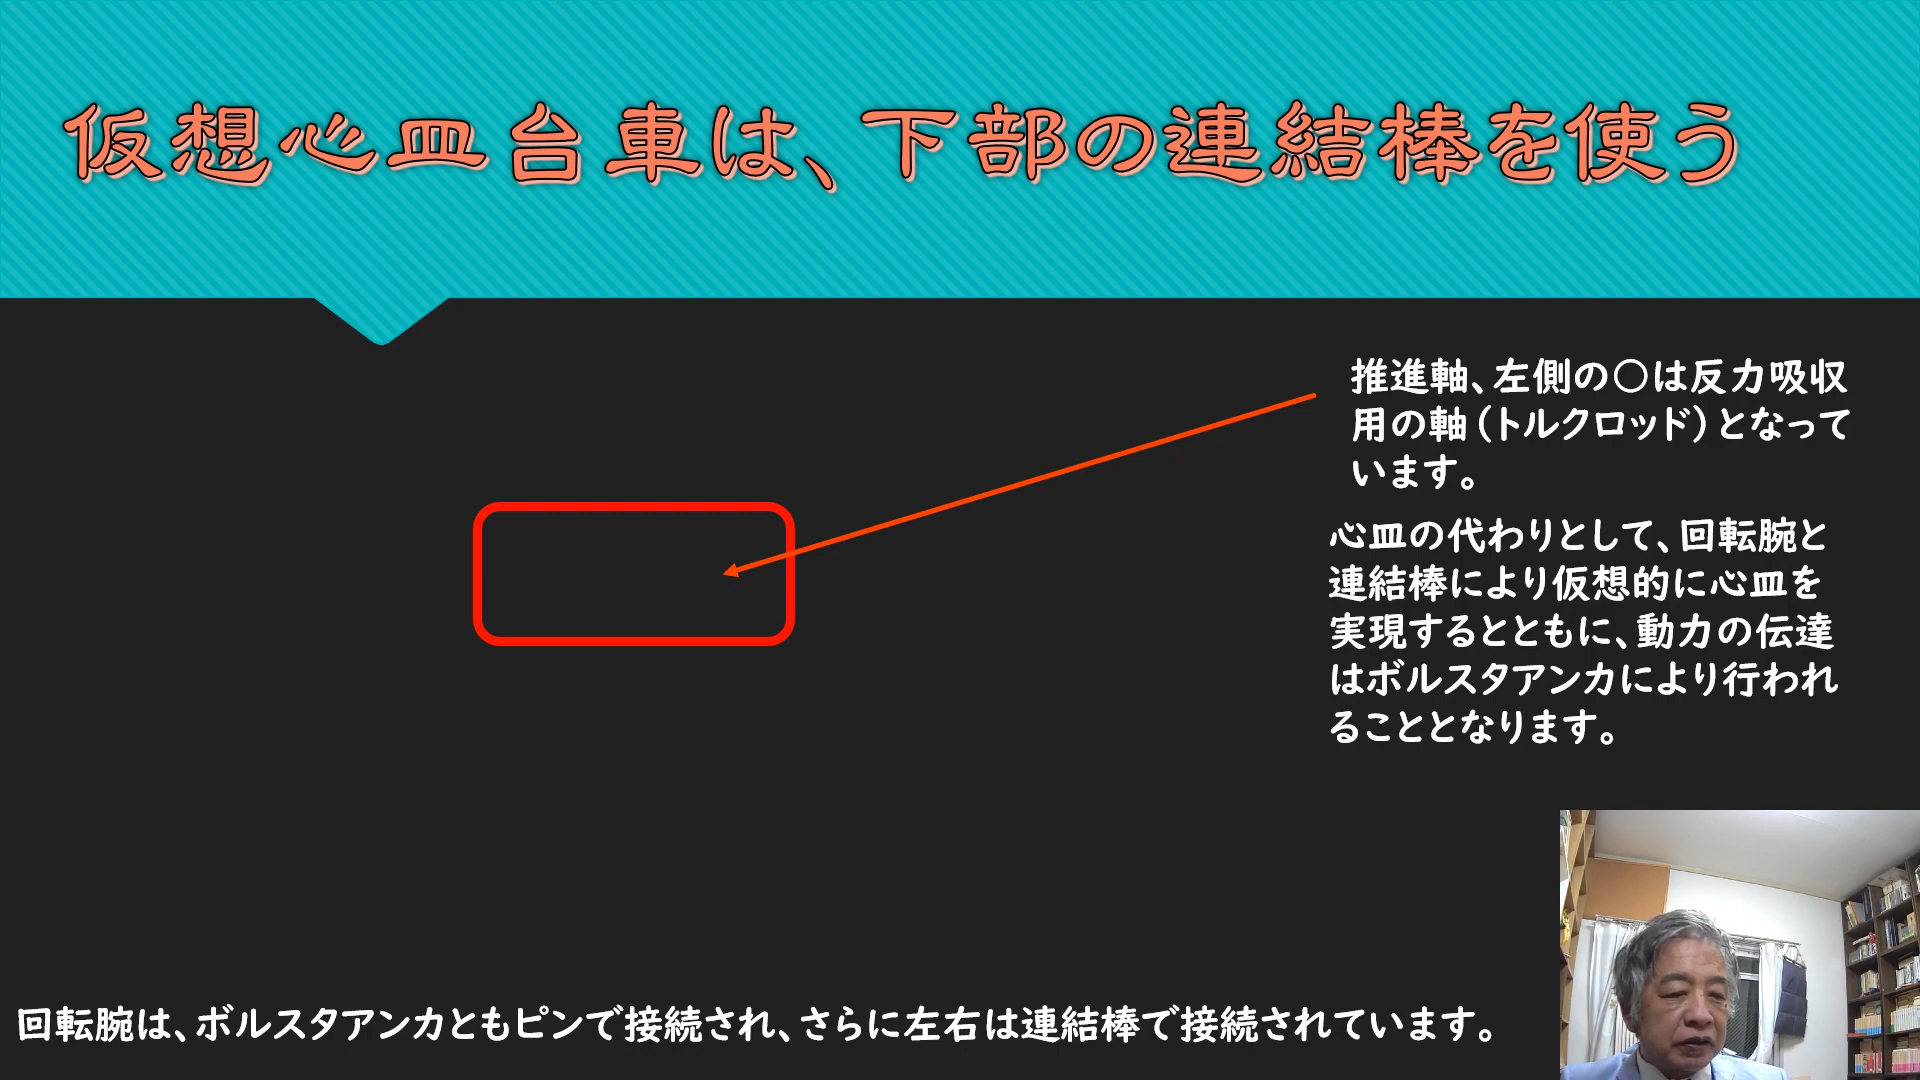 仮想心皿台車は、下部の連結棒を使う
推進軸、左側の○は反力吸収
用の軸（トルクロッド）となって
います。
心皿の代わりとして、回転腕と
連結棒により仮想的に心皿を
実現するとともに、動力の伝達
はボルスタアンカにより行われ
ることとなります。
回転腕は、ボルスタアンカともピンで接続され、さらに左右は連結棒で接続されています。